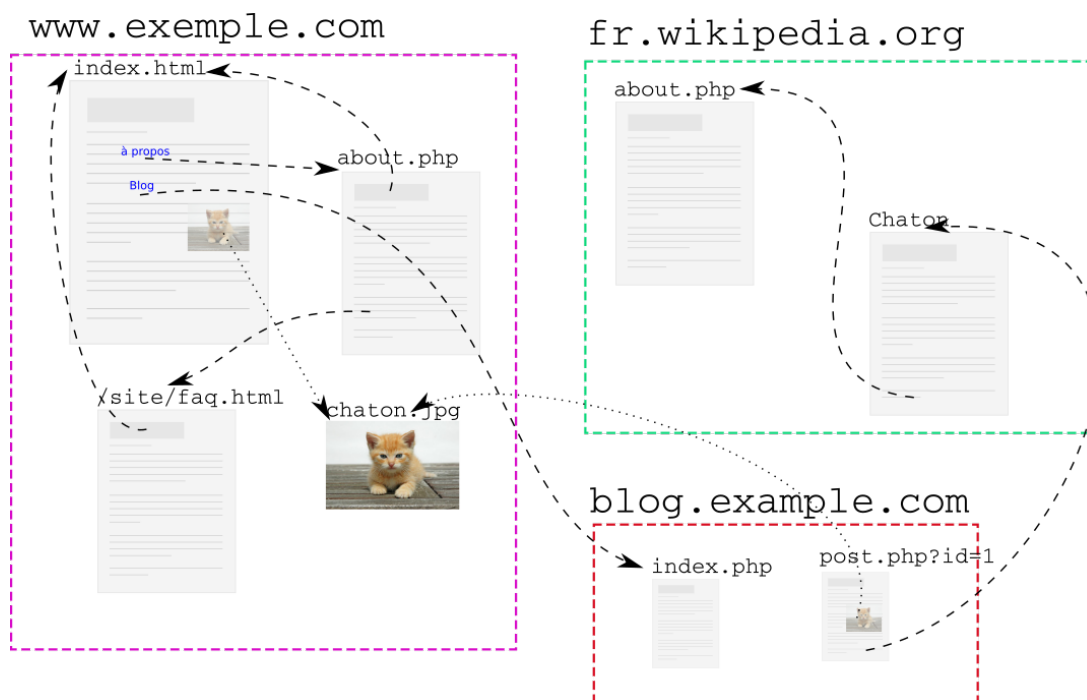 www.exemple.com
index.html
à propos
Blog
about.php
/site/faq.html
chaton.jpg
fr.wikipedia.org
about.php
Chaton
blog.example.com
index.php
post.php?id=1